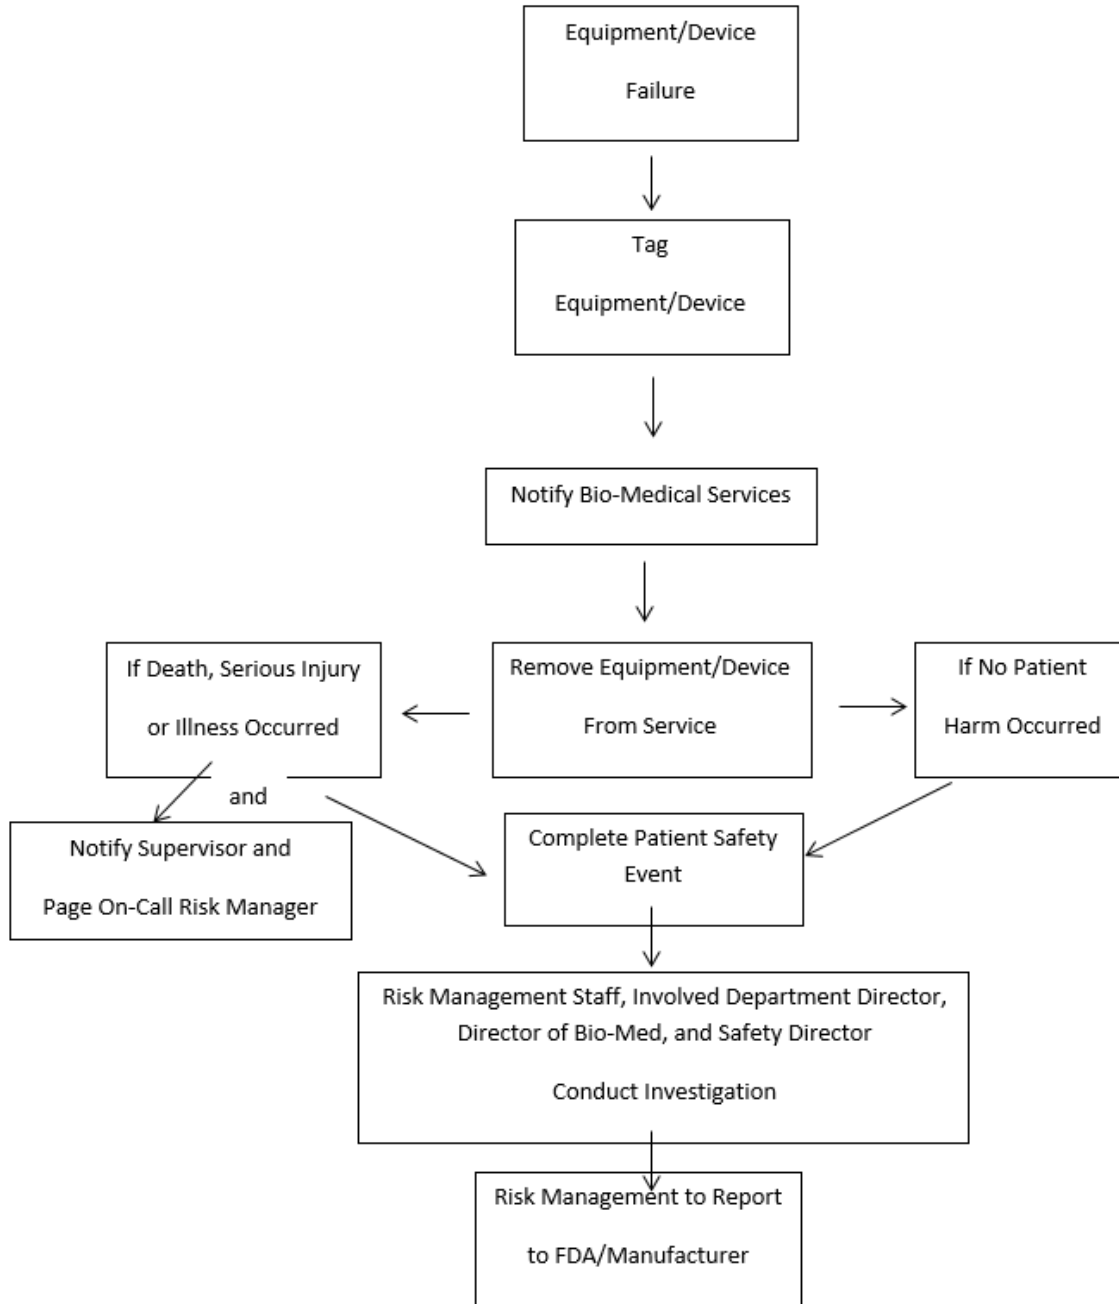 Equipment/Device
Failure
Tag
Equipment/Device
Notify Bio-Medical Services
If Death, Serious Injury
or Illness Occurred
Remove Equipment/Device
From Service
If No Patient
Harm Occurred
and
Notify Supervisor and
Page On-Call Risk Manager
Complete Patient Safety
Event
Risk Management Staff, Involved Department Director,
Director of Bio-Med, and Safety Director
Conduct Investigation
Risk Management to Report
to FDA/Manufacturer